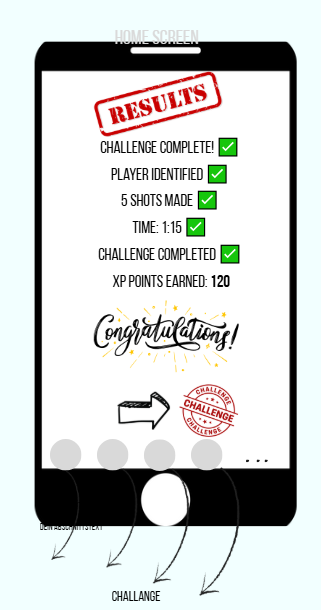 HOME SCREEN
RESULTS
CHALLENGE COMPLETE!
PLAYER IDENTIFIED
5 SHOTS MADE
TIME: 1:15
CHALLENGE COMPLETED
XP POINTS EARNED: 120
Congratulations!
CHALLENGE
CHALLENGE
CHALLENGE
...
DEIN ABSCHNITTSTEXT
CHALLANGE